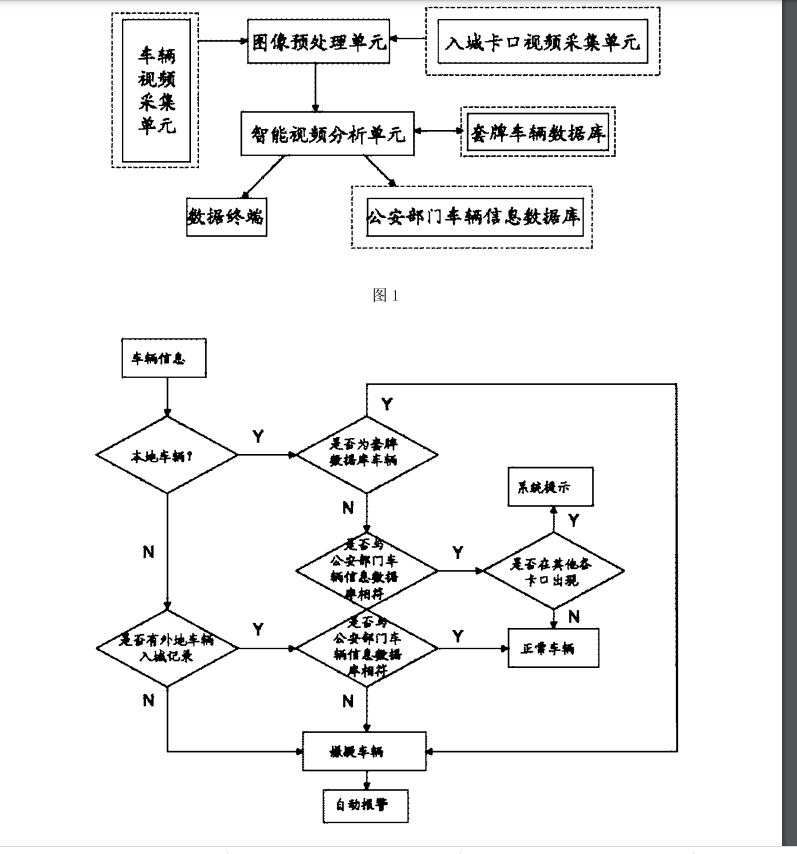 车辆
视频
采集
单元
图像预处理单元
入城卡口视频采集单元
智能视频分析单元
套牌车辆数据库
数据终端
公安部门车辆信息数据库
图1
车辆信息
本地车辆？
Y
是否为套牌
数据库车辆
Y
N
N
是否与
公安部门车
辆信息数据
库相符
Y
是否在其他各
卡口出现
Y
系统提示
N
是否有外地车辆
入城记录
Y
是否与
公安部门车
辆信息数据
库相符
Y
正常车辆
N
N
嫌疑车辆
自动报警